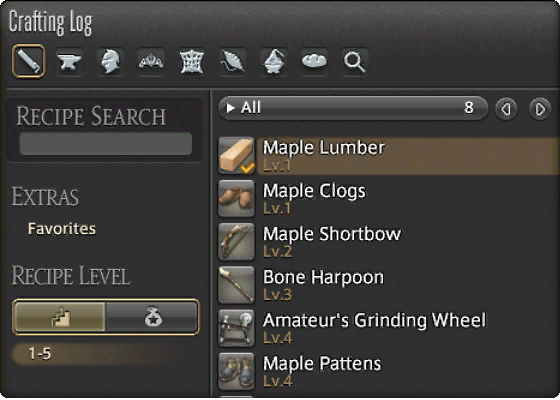 Crafting Log
RECIPE SEARCH
EXTRAS
Favorites
RECIPE LEVEL
1-5
All 8
Maple Lumber
Lv.1
Maple Clogs
Lv.1
Maple Shortbow
Lv.2
Bone Harpoon
Lv.3
Amateur's Grinding Wheel
Lv.4
Maple Pattens
Lv.4